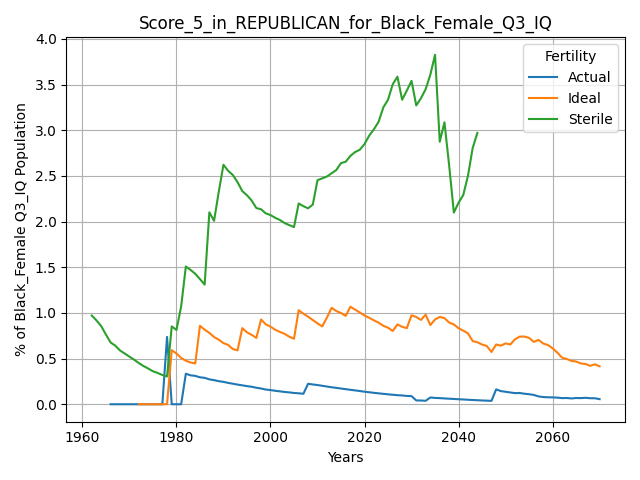 Score_5_in_REPUBLICAN_for_Black_Female_Q3_IQ
% of Black_Female Q3_IQ Population
4.0
3.5
3.0
2.5
2.0
1.5
1.0
0.5
0.0
Fertility
Actual
Ideal
Sterile
1960
1980
2000
2020
2040
2060
Years